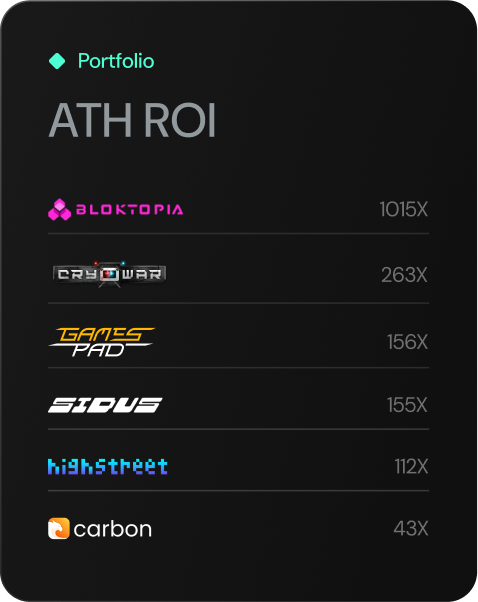 Portfolio
ATH ROI
BLOKTOPIA 1015X
CRYOWAR 263X
GAMES PAD 156X
SIDUS 155X
highstreet 112X
carbon 43X